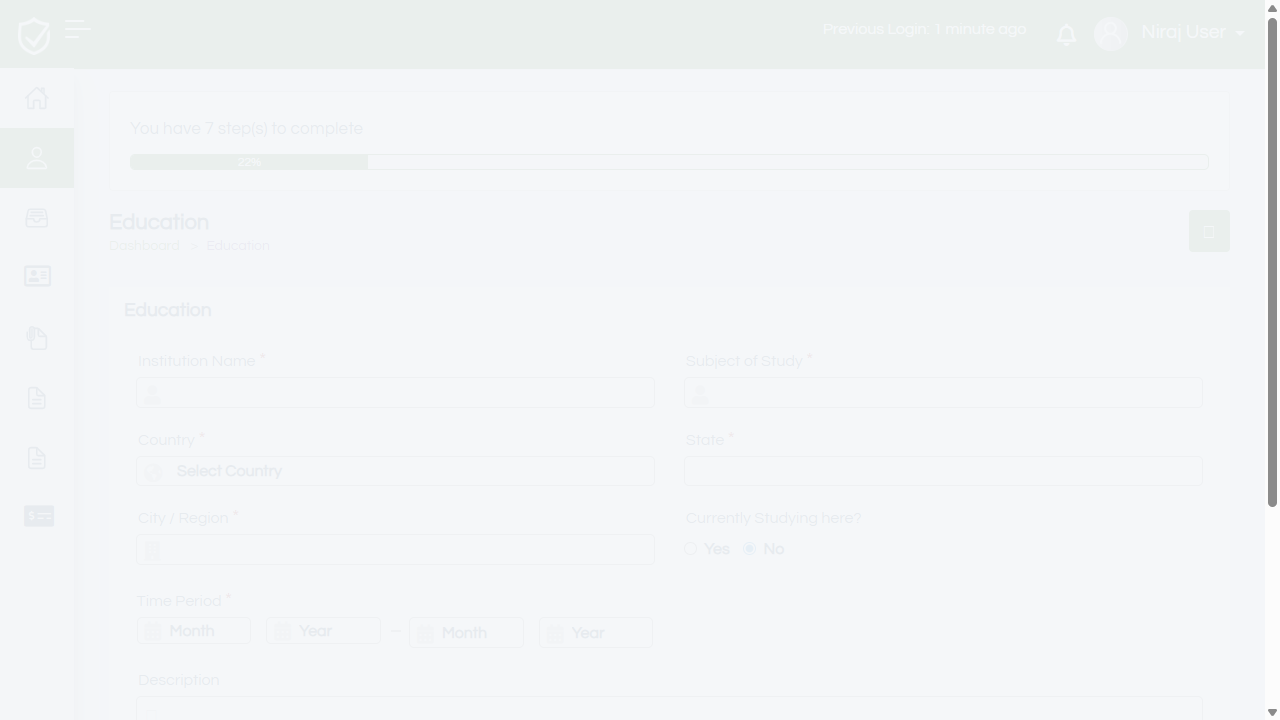 Previous Login: 1 minute ago
Niraj User
You have 7 step(s) to complete
22%
Education
Dashboard > Education
Education
Institution Name *
Subject of Study *
Country *
State *
Select Country
City / Region *
Currently Studying here?
Yes No
Time Period *
Month Year – Month Year
Description